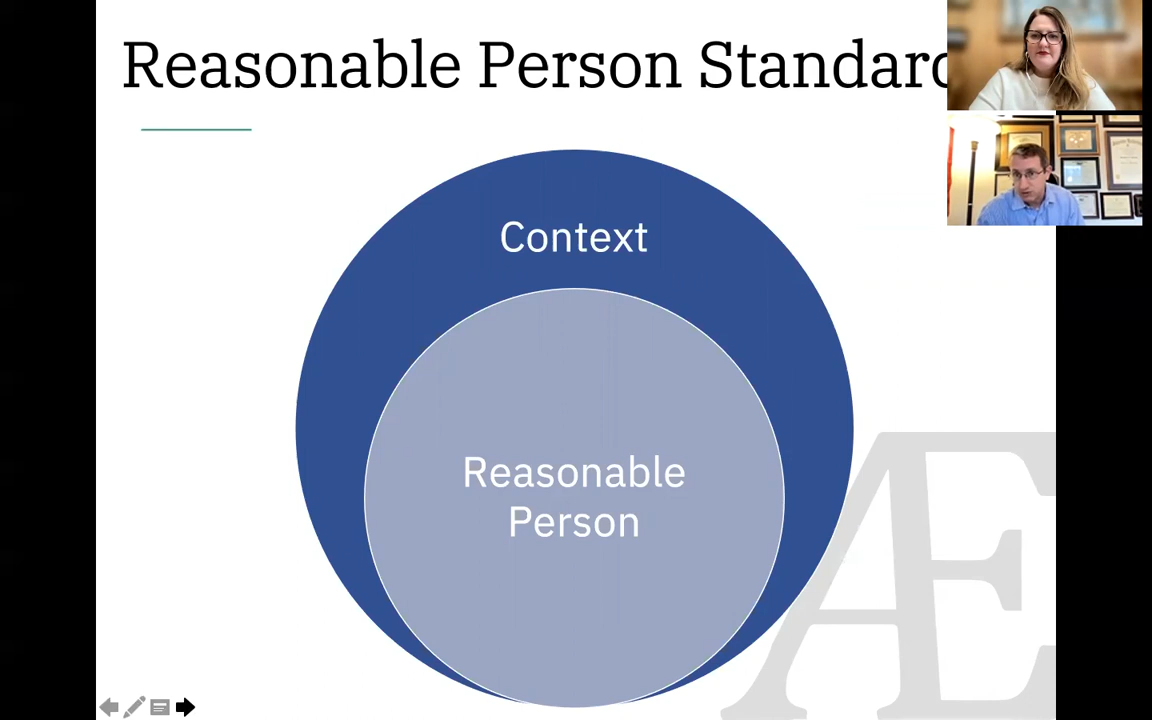 Reasonable Person Standard
Context
Reasonable
Person
Æ